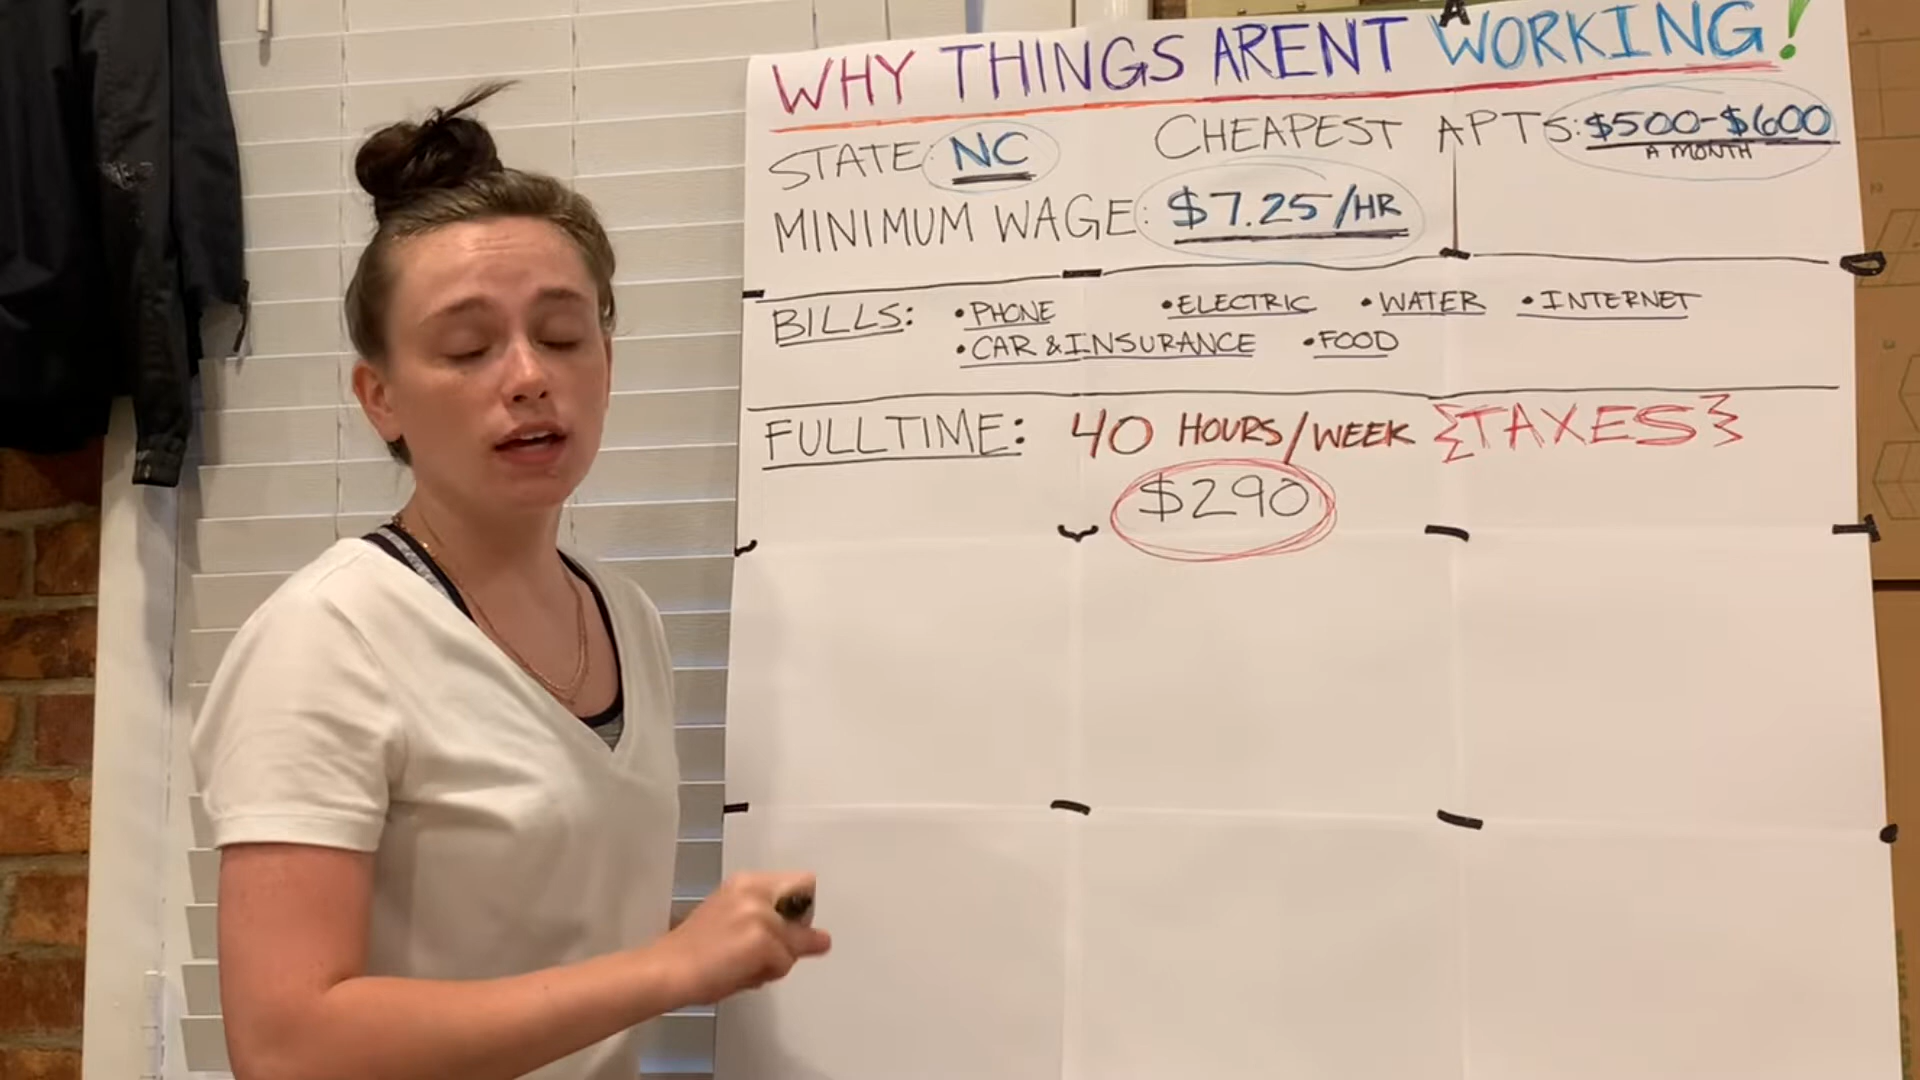 WHY THINGS ARENT WORKING!
STATE: NC
CHEAPEST APTS: $500-$600
A MONTH
MINIMUM WAGE: $7.25/HR
BILLS: •PHONE •ELECTRIC •WATER •INTERNET
•CAR & INSURANCE •FOOD
FULLTIME: 40 HOURS/WEEK {TAXES}
$290